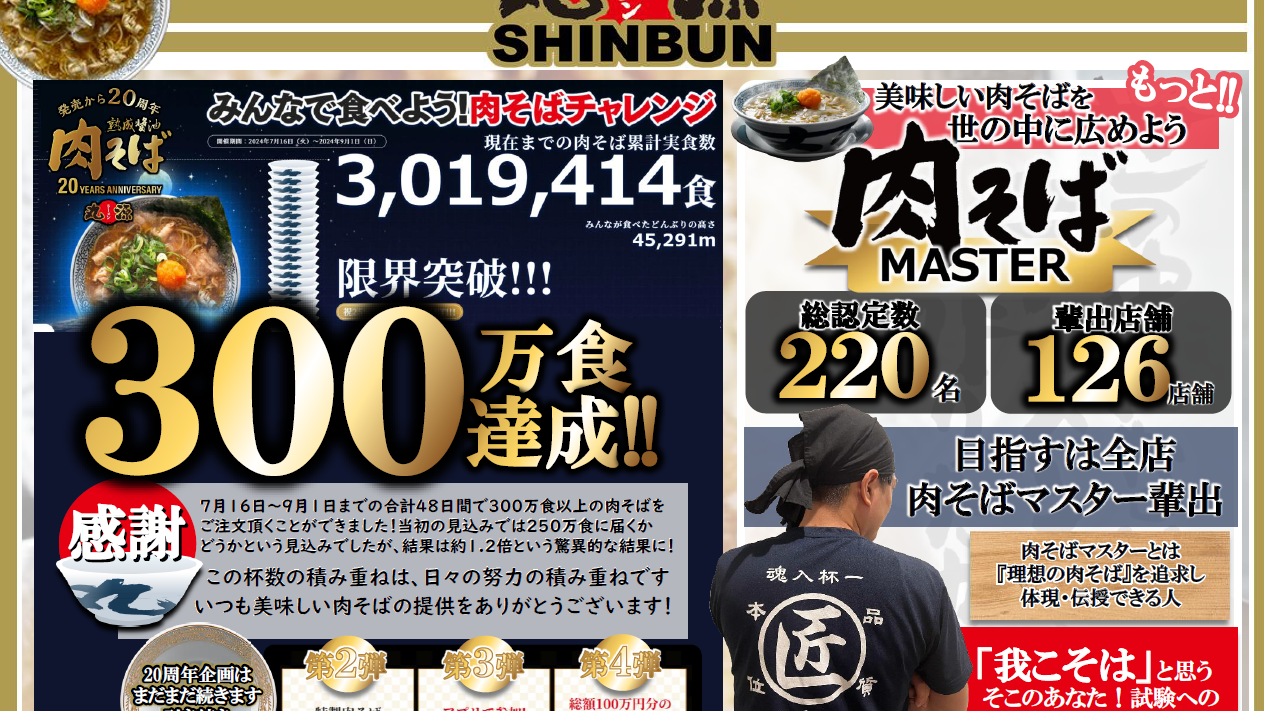 SHINBUN
発売から20周年
熟成醤油
肉そば
20 YEARS ANNIVERSARY
丸源
みんなで食べよう!肉そばチャレンジ
開催期間：2024年7月16日（火）～2024年9月1日（日）
現在までの肉そば累計実食数
3,019,414食
みんなが食べたどんぶりの高さ
45,291m
限界突破!!!
300万食
達成!!
感謝
7月16日～9月1日までの合計48日間で300万食以上の肉そばを
ご注文頂くことができました!当初の見込みでは250万食に届くか
どうかという見込みでしたが、結果は約1.2倍という驚異的な結果に!
この杯数の積み重ねは、日々の努力の積み重ねです
いつも美味しい肉そばの提供をありがとうございます!
20周年企画は
まだまだ続きます
第2弾
第3弾
第4弾
総額100万円分の
もっと!!
美味しい肉そばを
世の中に広めよう
肉そば
MASTER
総認定数
220名
輩出店舗
126店舗
目指すは全店
肉そばマスター輩出
肉そばマスターとは
『理想の肉そば』を追求し
体現・伝授できる人
魂入杯一
本
品
匠
位
質
「我こそは」と思う
そこのあなた！試験への